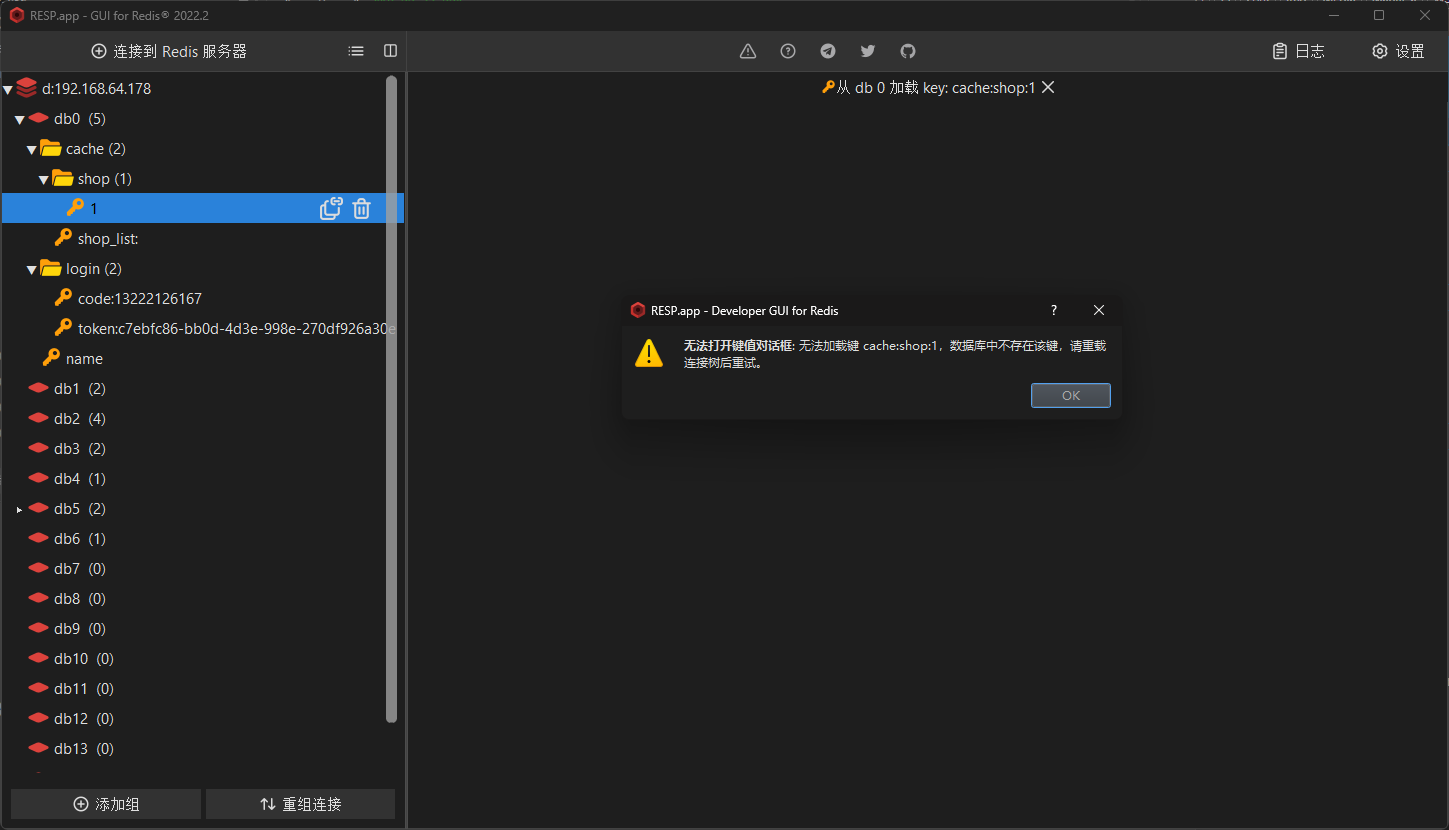 RESP.app - GUI for Redis® 2022.2
连接到 Redis 服务器
日志
设置
d:192.168.64.178
db0 (5)
cache (2)
shop (1)
1
shop_list:
login (2)
code:13222126167
token:c7ebfc86-bb0d-4d3e-998e-270df926a30e
name
db1 (2)
db2 (4)
db3 (2)
db4 (1)
db5 (2)
db6 (1)
db7 (0)
db8 (0)
db9 (0)
db10 (0)
db11 (0)
db12 (0)
db13 (0)
添加组
重组连接
从 db 0 加载 key: cache:shop:1
RESP.app - Developer GUI for Redis
?
无法打开键值对话框: 无法加载键 cache:shop:1，数据库中不存在该键，请重载
连接树后重试。
OK